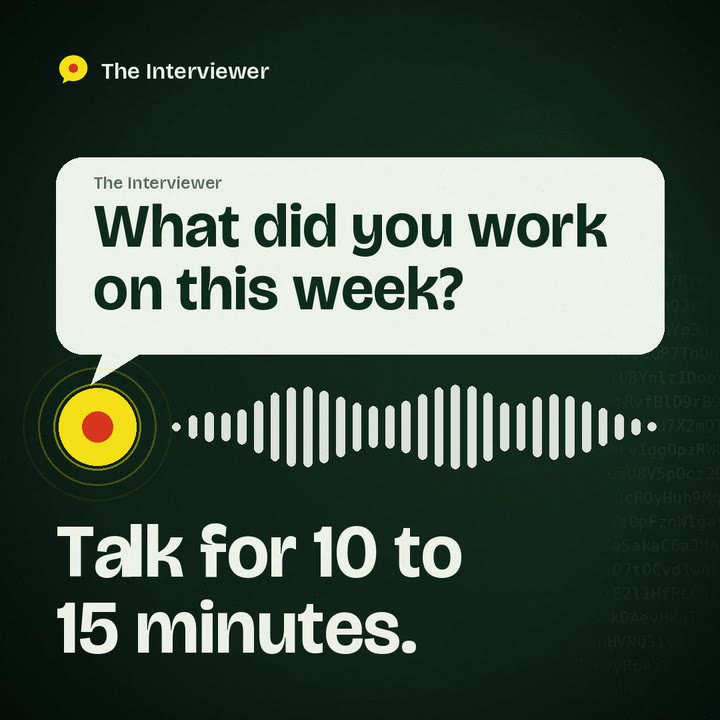 The Interviewer
The Interviewer
What did you work
on this week?
Talk for 10 to
15 minutes.